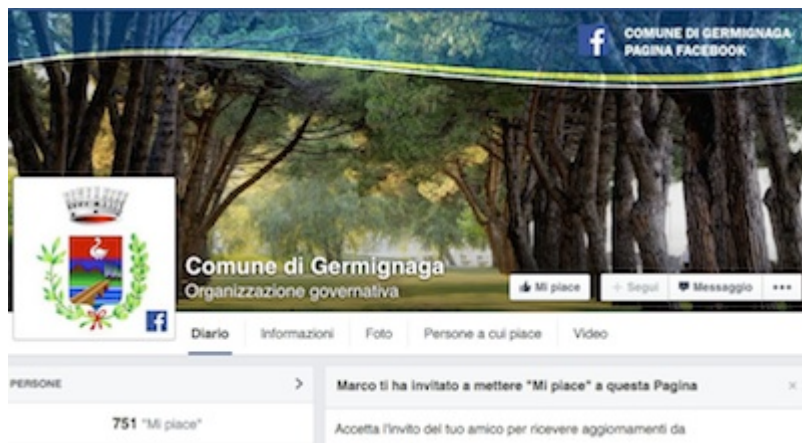 COMUNE DI GERMIGNAGA
PAGINA FACEBOOK
Comune di Germignaga
Organizzazione governativa
Mi piace
+ Segui
Messaggio
Diario Informazioni Foto Persone a cui piace Video
PERSONE
751 "Mi piace"
Marco ti ha invitato a mettere "Mi piace" a questa Pagina
Accetta l'invito del tuo amico per ricevere aggiornamenti da